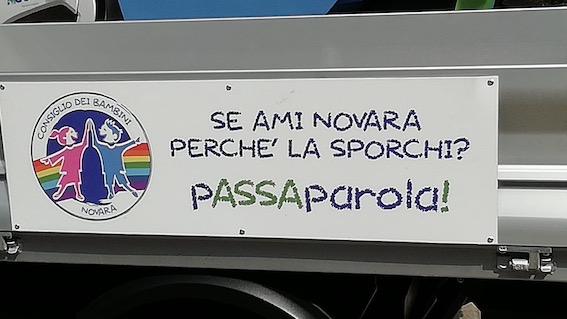 CONSIGLIO DEI BAMBINI
NOVARA
SE AMI NOVARA
PERCHE' LA SPORCHI?
pASSAparola!